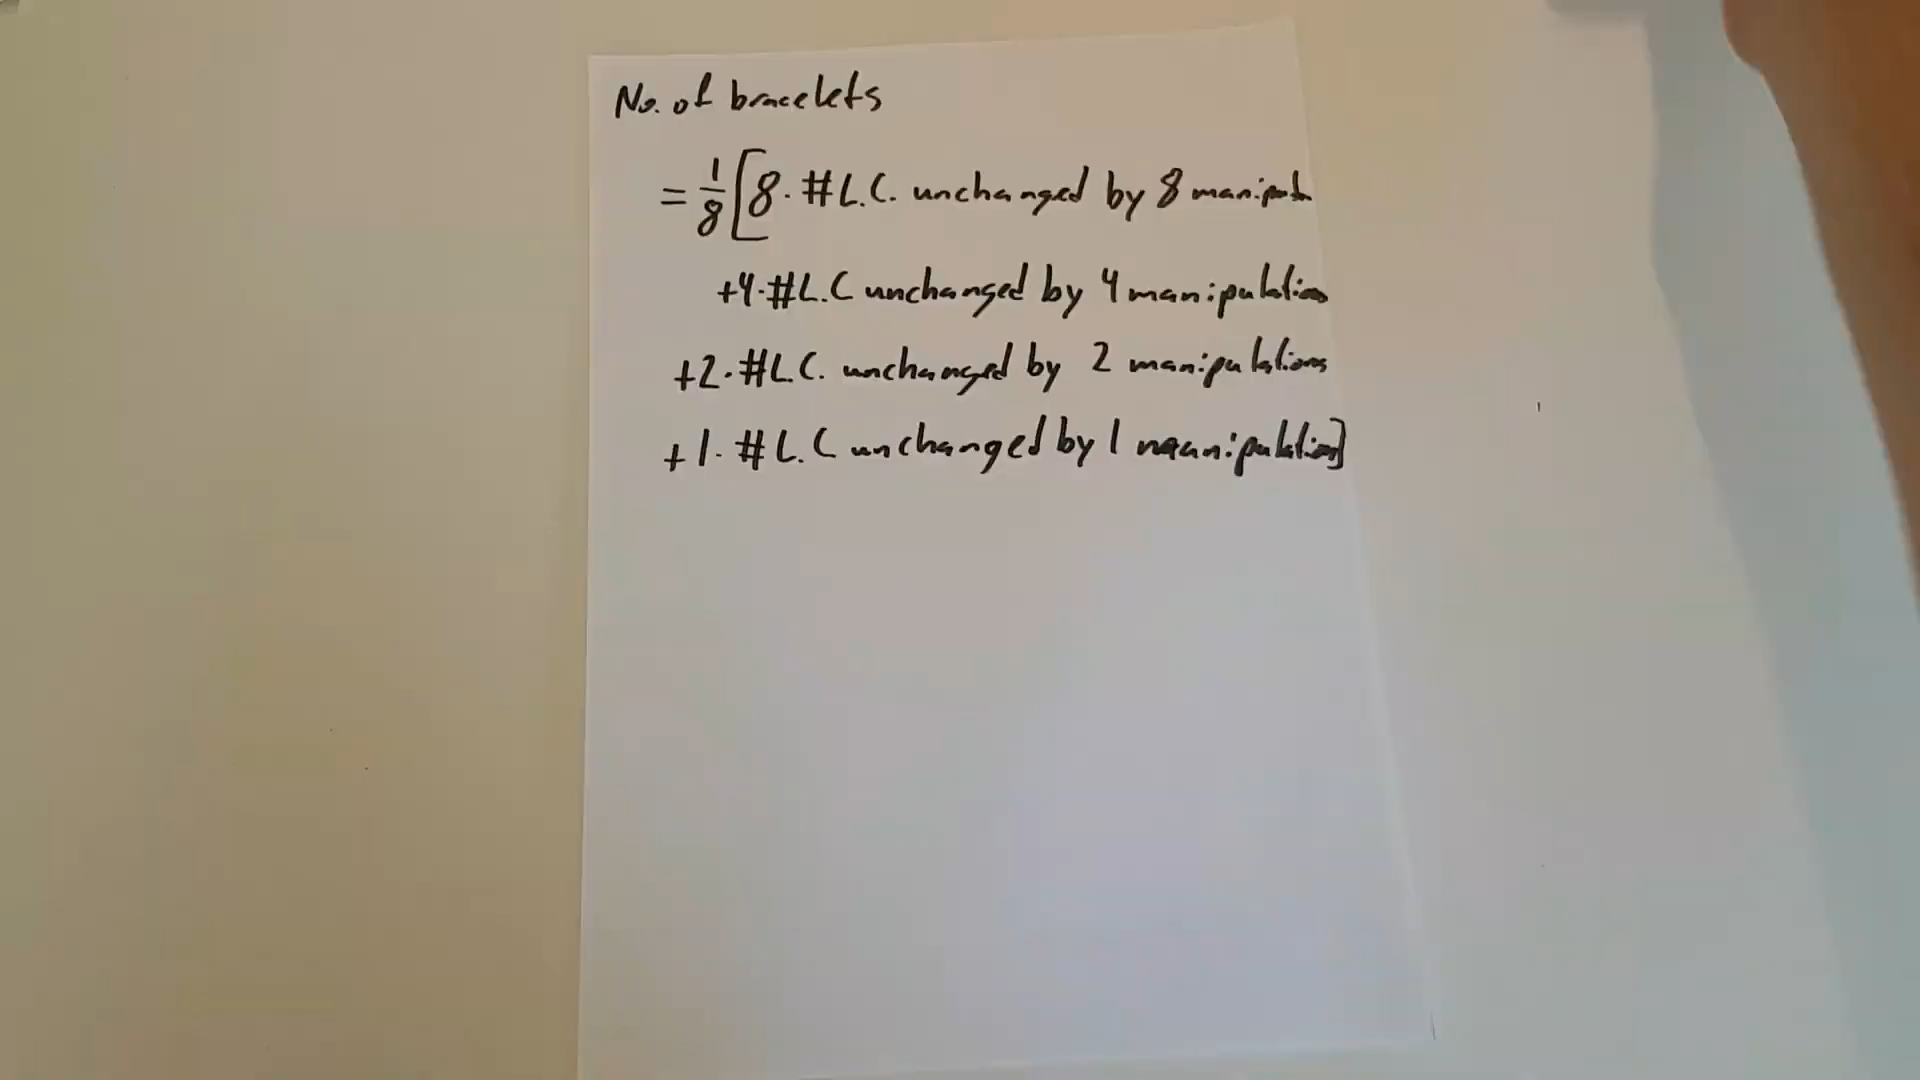 No. of bracelets
= 1/8 [8. #L.C. unchanged by 8
+4.#L.C unchanged by 4 manipulations
+2.#L.C. unchanged by 2 manipulations
+1. #L.C unchanged by 1 manipulation]